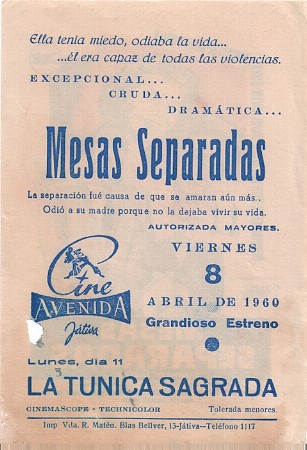 Ella tenía miedo, odiaba la vida...
...él era capaz de todas las violencias.
EXCEPCIONAL...
CRUDA...
DRAMÁTICA...
Mesas Separadas
La separación fué causa de que se amaran aún más..
Odió a su madre porque no la dejaba vivir su vida.
AUTORIZADA MAYORES.
VIERNES
8
ABRIL DE 1960
Grandioso Estreno
Cine
AVENIDA
Játiva
Lunes, día 11
LA TUNICA SAGRADA
CINEMASCOPE - TECHNICOLOR Tolerada menores.
Imp Vda. R. Matéo. Blas Bellver, 15-Játiva-Teléfono 1117